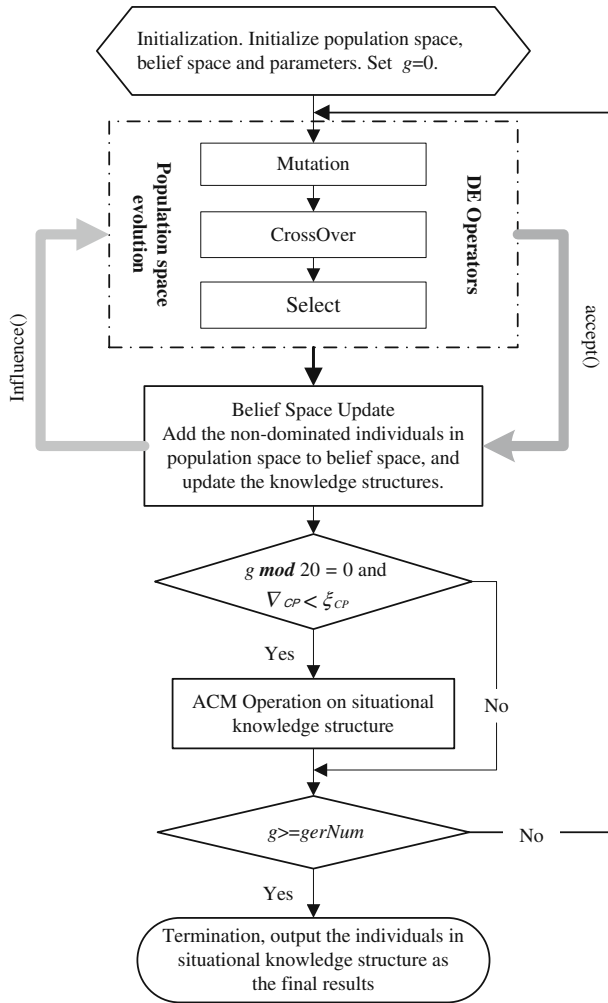 Initialization. Initialize population space,
belief space and parameters. Set g=0.
Population space
evolution
Mutation
CrossOver
Select
DE Operators
Influence()
accept()
Belief Space Update
Add the non-dominated individuals in
population space to belief space, and
update the knowledge structures.
g mod 20 = 0 and
∇CP < ξCP
Yes
No
ACM Operation on situational
knowledge structure
g>=gerNum
No
Yes
Termination, output the individuals in
situational knowledge structure as
the final results